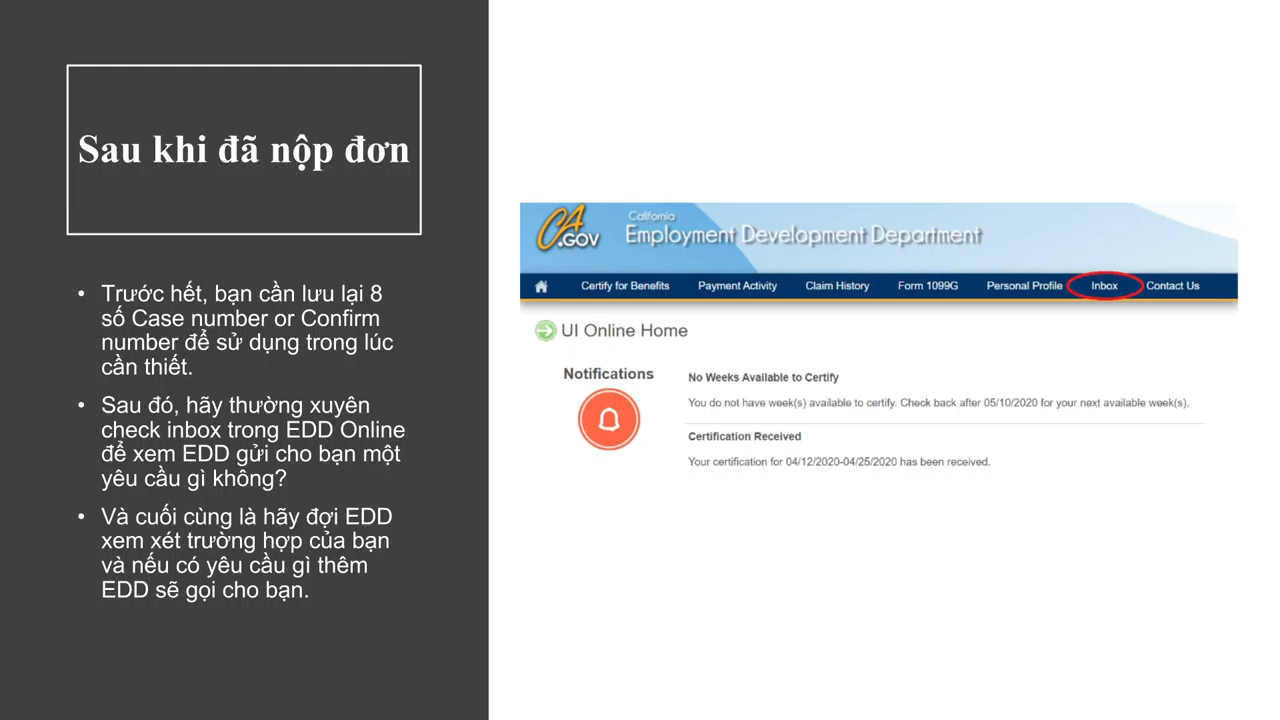 Sau khi đã nộp đơn
• Trước hết, bạn cần lưu lại 8
số Case number or Confirm
number để sử dụng trong lúc
cần thiết.
• Sau đó, hãy thường xuyên
check inbox trong EDD Online
để xem EDD gửi cho bạn một
yêu cầu gì không?
• Và cuối cùng là hãy đợi EDD
xem xét trường hợp của bạn
và nếu có yêu cầu gì thêm
EDD sẽ gọi cho bạn.
CA.GOV
California
Employment Development Department
Certify for Benefits Payment Activity Claim History Form 1099G Personal Profile Inbox Contact Us
UI Online Home
Notifications
No Weeks Available to Certify
You do not have week(s) available to certify. Check back after 05/10/2020 for your next available week(s).
Certification Received
Your certification for 04/12/2020-04/25/2020 has been received.